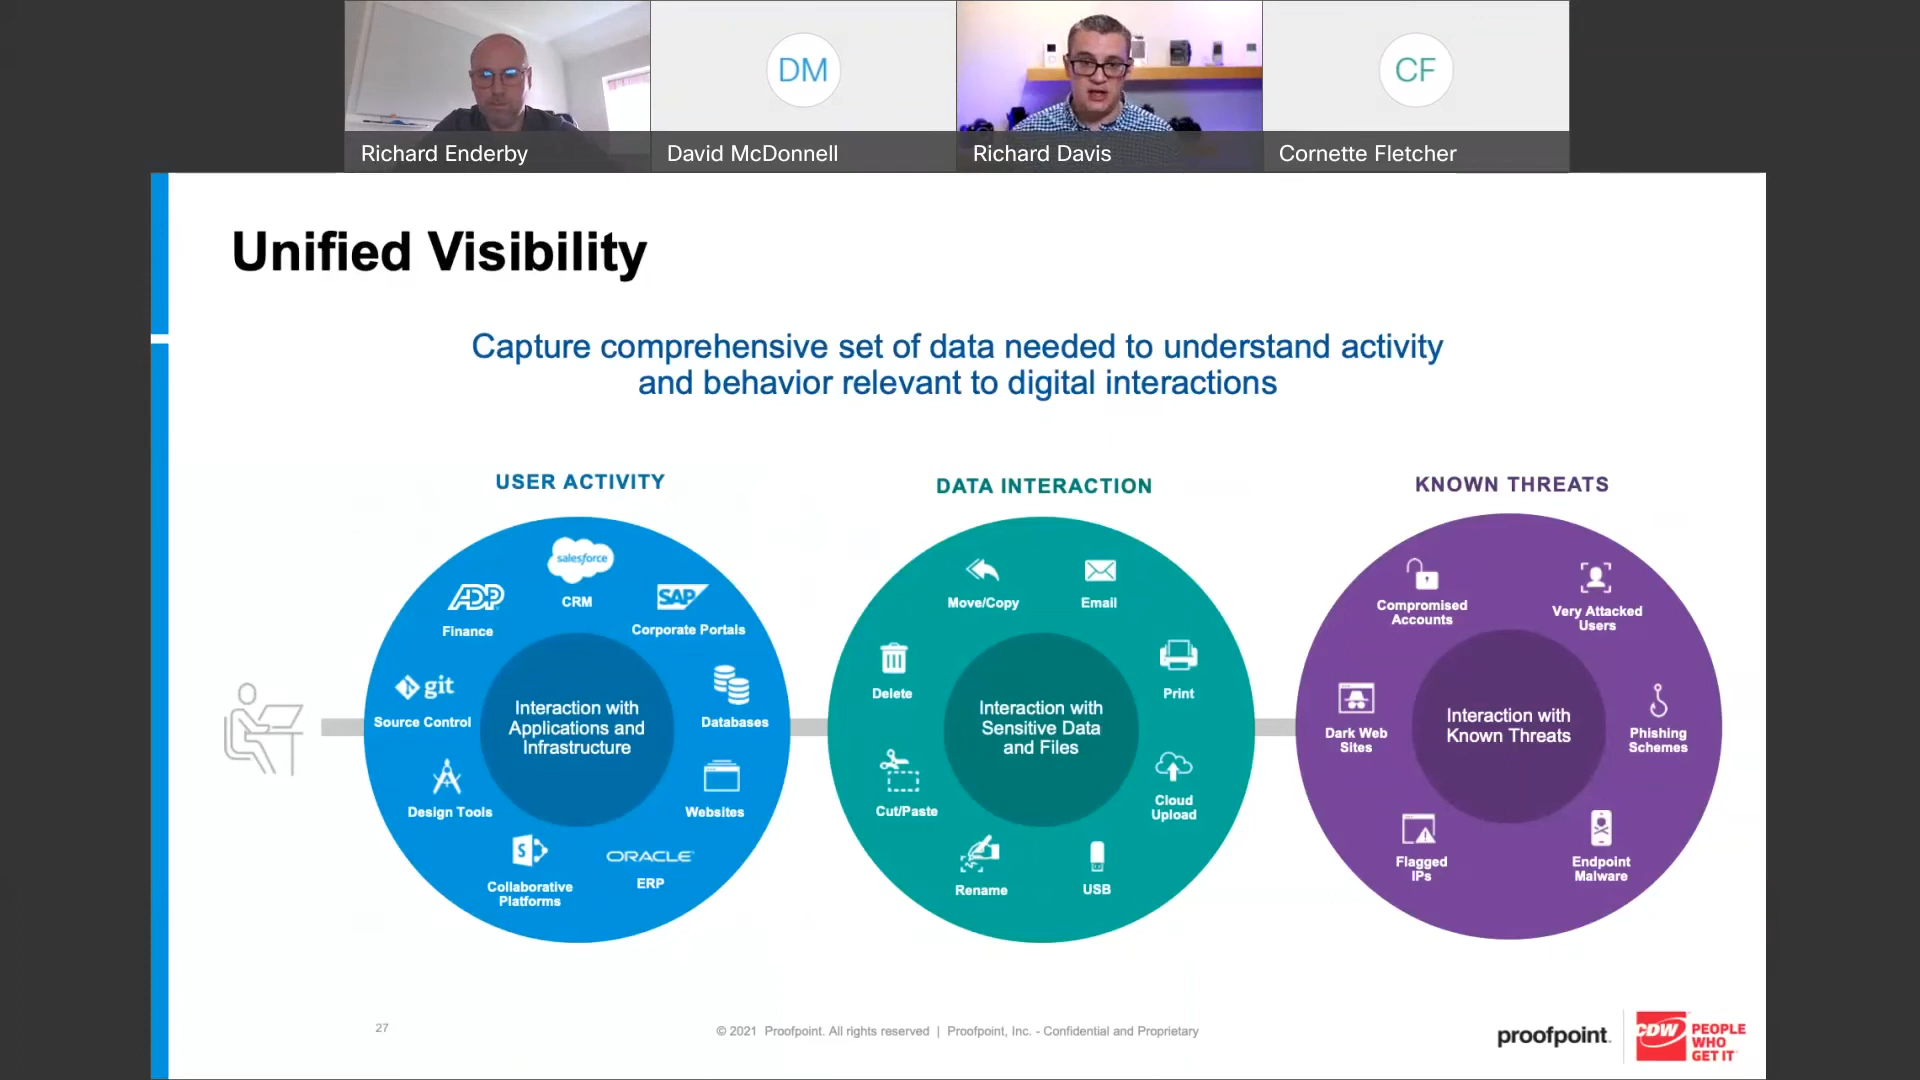 DM
CF
Richard Enderby
David McDonnell
Richard Davis
Cornette Fletcher
Unified Visibility
Capture comprehensive set of data needed to understand activity
and behavior relevant to digital interactions
USER ACTIVITY
salesforce
CRM
ADP
Finance
SAP
Corporate Portals
git
Source Control
Databases
Interaction with
Applications and
Infrastructure
Design Tools
Websites
S
Collaborative
Platforms
ORACLE
ERP
DATA INTERACTION
Move/Copy
Email
Delete
Print
Interaction with
Sensitive Data
and Files
Cut/Paste
Cloud
Upload
Rename
USB
KNOWN THREATS
Compromised
Accounts
Very Attacked
Users
Dark Web
Sites
Interaction with
Known Threats
Phishing
Schemes
Flagged
IPs
Endpoint
Malware
27
© 2021 Proofpoint. All rights reserved | Proofpoint, Inc. - Confidential and Proprietary
proofpoint.
CDW
PEOPLE
WHO
GET IT